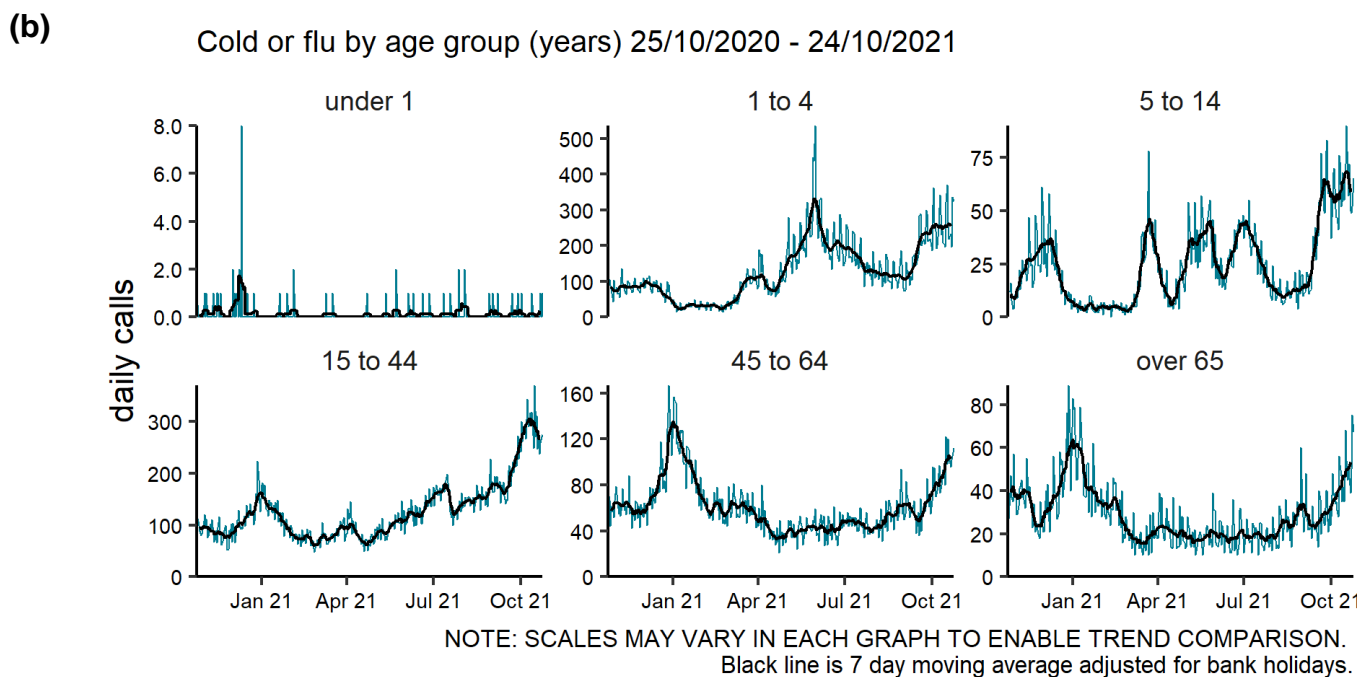 (b)
Cold or flu by age group (years) 25/10/2020 - 24/10/2021
daily calls
under 1
8.0
6.0
4.0
2.0
0.0
1 to 4
500
400
300
200
100
0
5 to 14
75
50
25
0
15 to 44
300
200
100
0
Jan 21 Apr 21 Jul 21 Oct 21
45 to 64
160
120
80
40
0
Jan 21 Apr 21 Jul 21 Oct 21
over 65
80
60
40
20
0
Jan 21 Apr 21 Jul 21 Oct 21
NOTE: SCALES MAY VARY IN EACH GRAPH TO ENABLE TREND COMPARISON.
Black line is 7 day moving average adjusted for bank holidays.